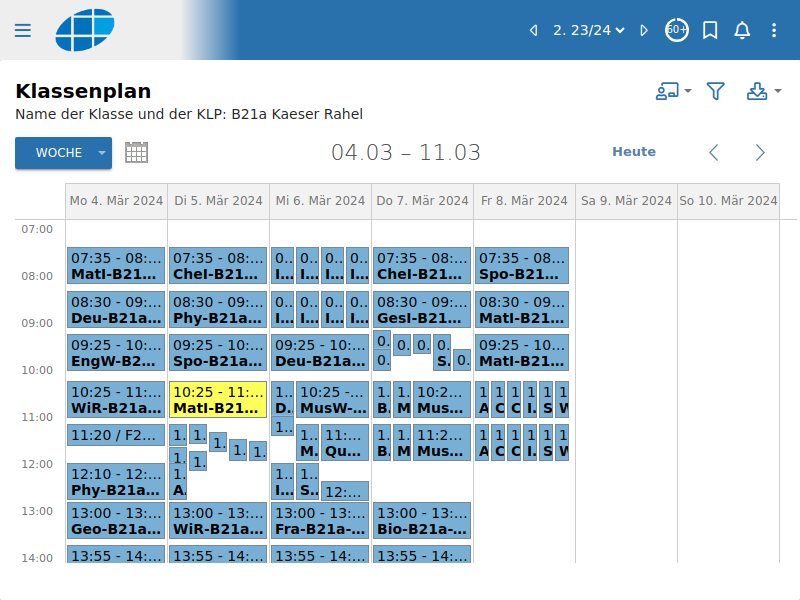 2. 23/24
60+
Klassenplan
Name der Klasse und der KLP: B21a Kaeser Rahel
WOCHE
04.03 – 11.03
Heute
Mo 4. Mär 2024 Di 5. Mär 2024 Mi 6. Mär 2024 Do 7. Mär 2024 Fr 8. Mär 2024 Sa 9. Mär 2024 So 10. Mär 2024
07:00
07:35 - 08:... 07:35 - 08:... 0.. 0.. 0.. 0.. 07:35 - 08:... 07:35 - 08:...
MatI-B21... CheI-B21... I... I... I... I... CheI-B21... Spo-B21...
08:00
08:30 - 09:... 08:30 - 09:... 0.. 0.. 0.. 0.. 08:30 - 09:... 08:30 - 09:...
Deu-B21a... Phy-B21a... I... I... I... I... GesI-B21... MatI-B21...
09:00
09:25 - 10:... 09:25 - 10:... 09:25 - 10:... 0. 0. 0. 0. 09:25 - 10:...
EngW-B2... Spo-B21a... Deu-B21a... 0. S. 0. MatI-B21...
10:00
10:25 - 11:... 10:25 - 11:... 1.. 10:25 -... 1. 1. 10:2... 1 1 1 1. 1 1
WiR-B21a... MatI-B21... D.. MusW-... B. M Mus... A C C I. S W
11:00
11:20 / F2... 1. 1. 1. 1. 1. 1.. 1.. 11:... 1. 1. 11:2... 1 1 1 1. 1 1
1. 1. M. Qu... B. M Mus... A C C I. S W
12:00
12:10 - 12:... 1. 1.. 1.. 12:...
Phy-B21a... A. I... S...
13:00
13:00 - 13:... 13:00 - 13:... 13:00 - 13:... 13:00 - 13:...
Geo-B21a... WiR-B21a... Fra-B21a-... Bio-B21a-...
14:00
13:55 - 14:... 13:55 - 14:... 13:55 - 14:... 13:55 - 14:...